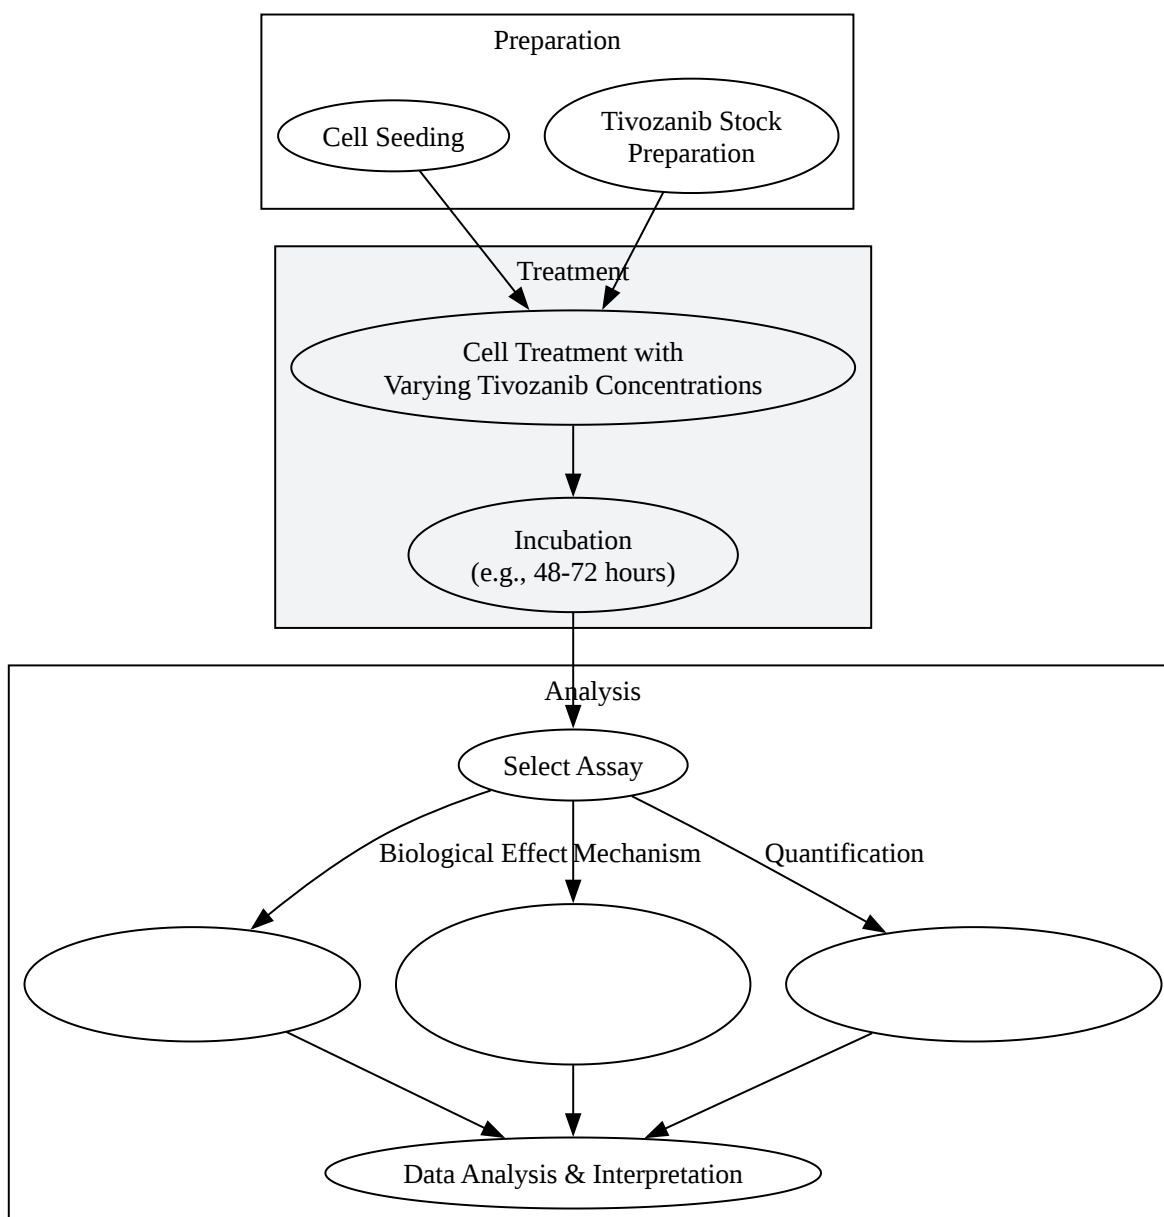 Preparation
Cell Seeding
Tivozanib Stock
Preparation
Treatment
Cell Treatment with
Varying Tivozanib Concentrations
Incubation
(e.g., 48-72 hours)
Analysis
Select Assay
Biological Effect
Mechanism
Quantification
Data Analysis & Interpretation